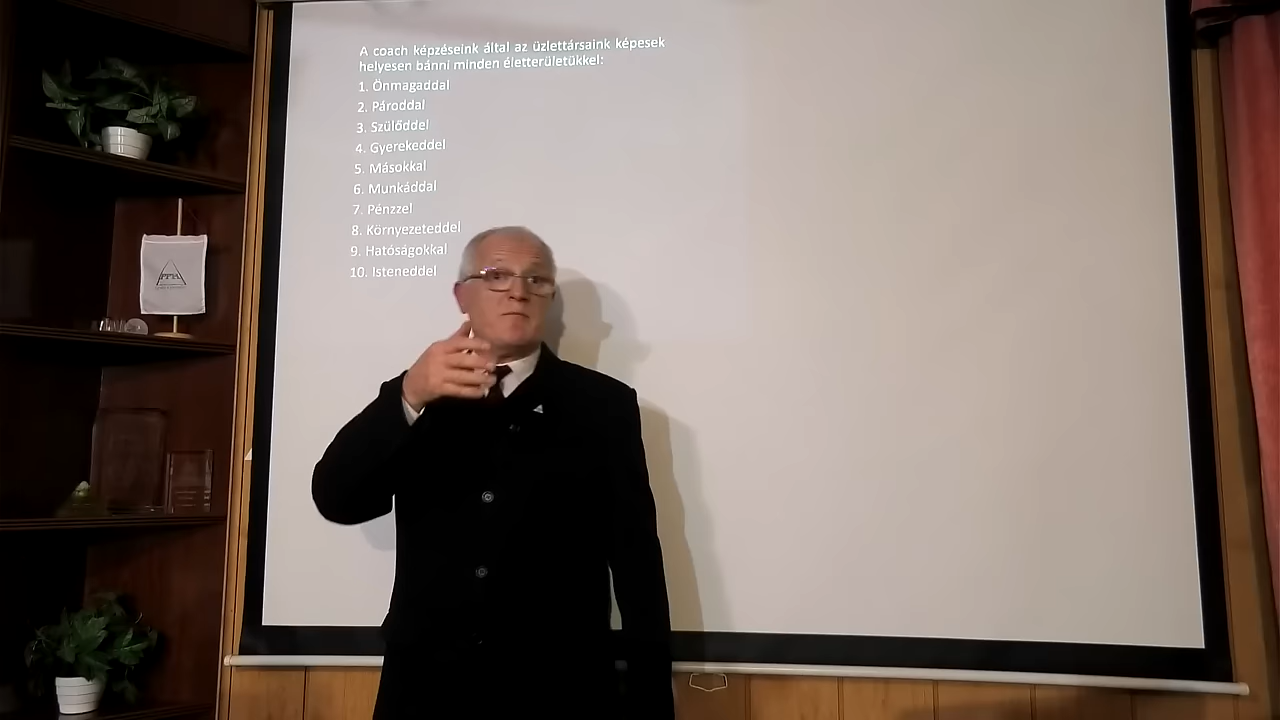 A coach képzéseink által az üzlettársaink képesek
helyesen bánni minden életterületükkel:
1. Önmagaddal
2. Pároddal
3. Szülőddel
4. Gyerekeddel
5. Másokkal
6. Munkáddal
7. Pénzzel
8. Környezeteddel
9. Hatóságokkal
10. Isteneddel